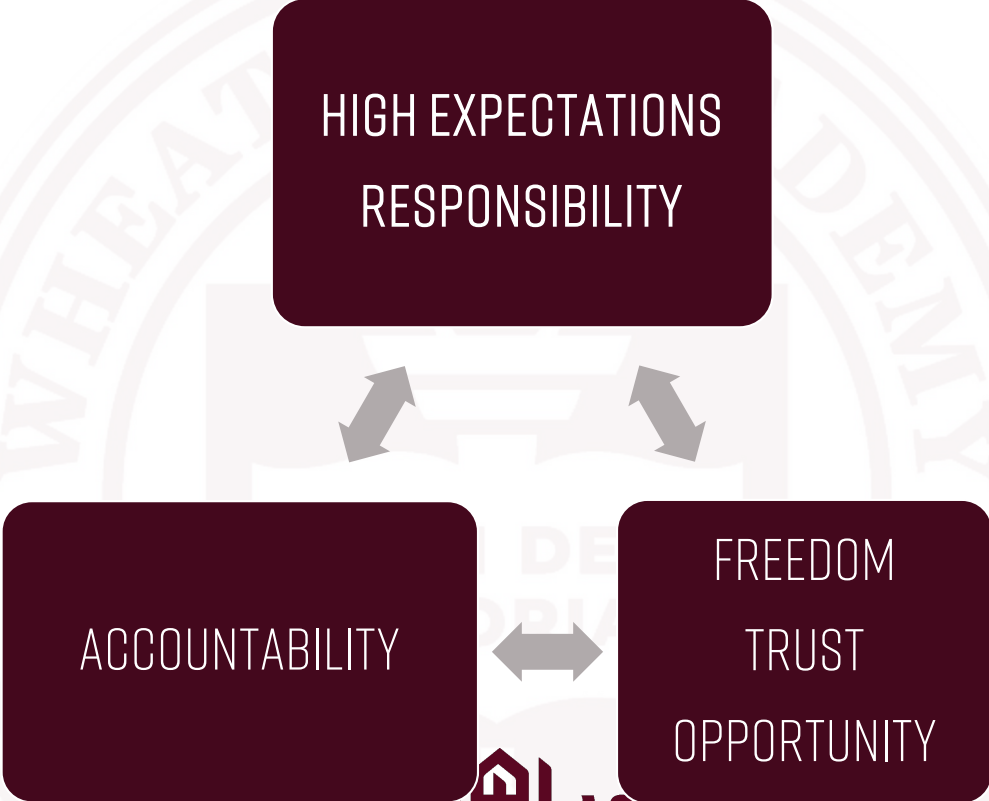 HIGH EXPECTATIONS
RESPONSIBILITY
ACCOUNTABILITY
FREEDOM
TRUST
OPPORTUNITY